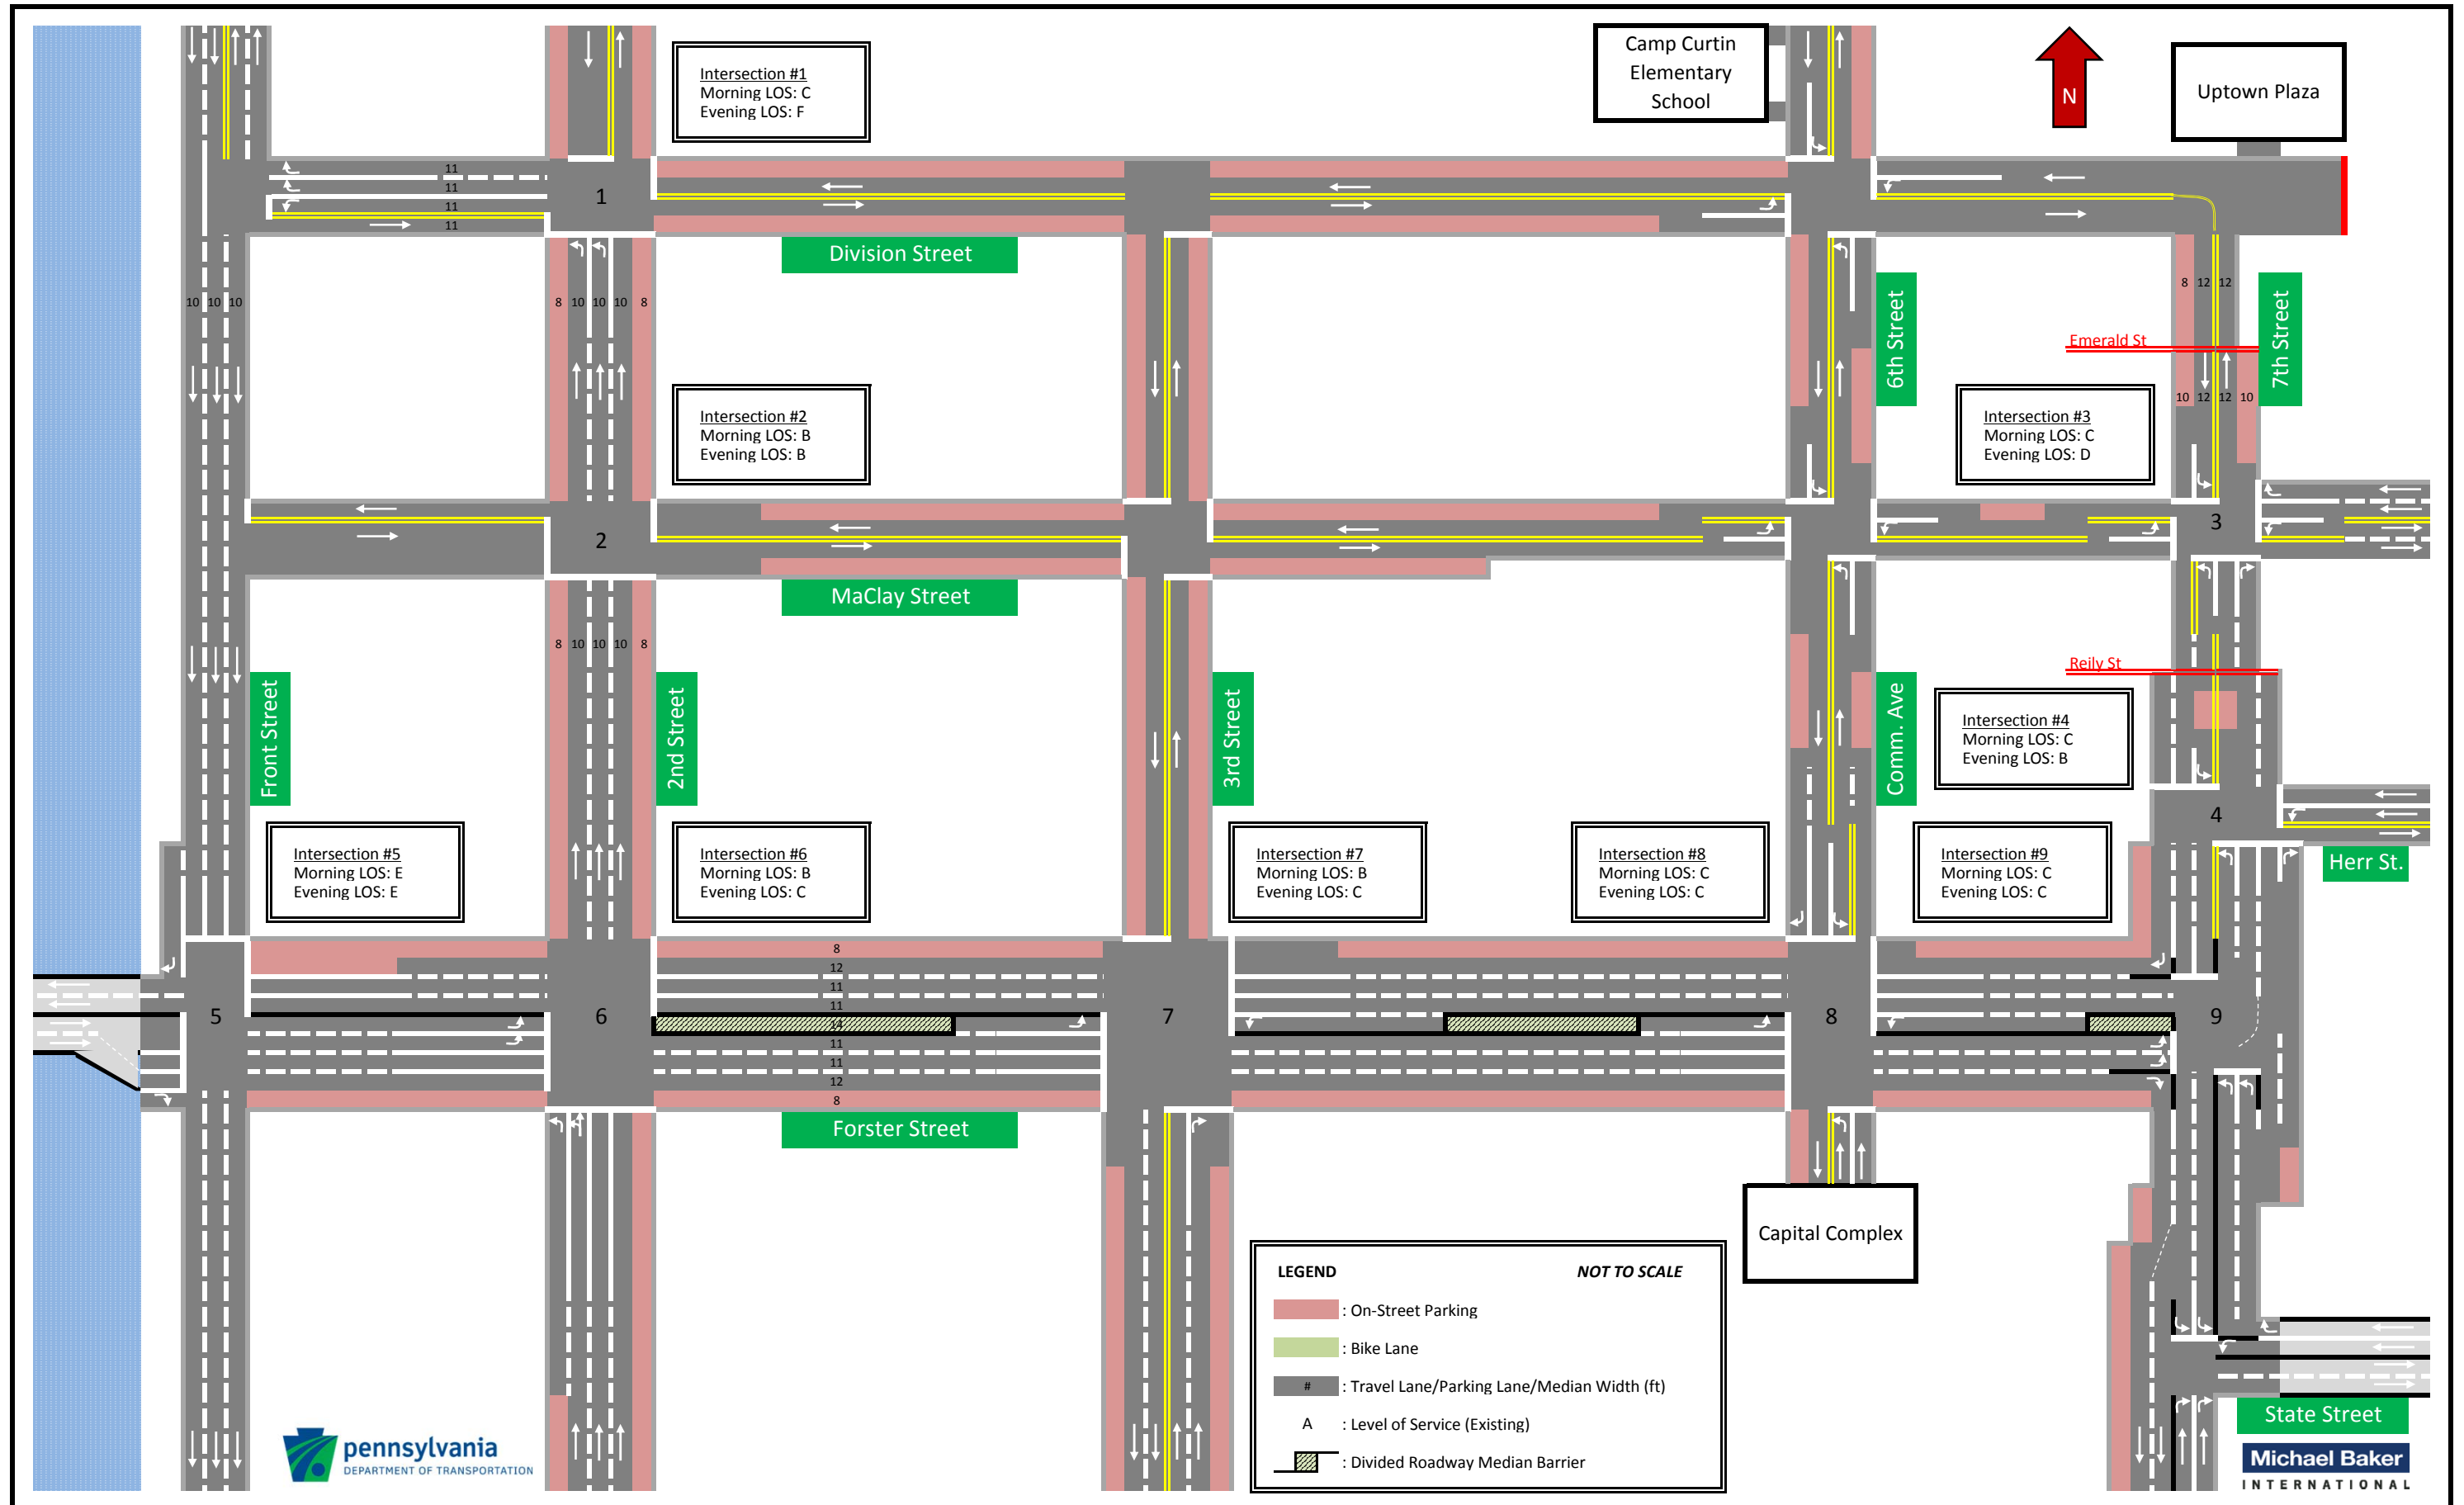 Camp Curtin
Elementary
School
N
Uptown Plaza
Intersection #1
Morning LOS: C
Evening LOS: F
11
11
11
11
1
Division Street
10 10 10
8 10 10 10 8
8 12 12
6th Street
7th Street
Emerald St
10 12 12 10
Intersection #2
Morning LOS: B
Evening LOS: B
Intersection #3
Morning LOS: C
Evening LOS: D
2
3
MaClay Street
8 10 10 10 8
Reily St
Front Street
2nd Street
3rd Street
Comm. Ave
Intersection #4
Morning LOS: C
Evening LOS: B
4
Herr St.
Intersection #5
Morning LOS: E
Evening LOS: E
Intersection #6
Morning LOS: B
Evening LOS: C
Intersection #7
Morning LOS: B
Evening LOS: C
Intersection #8
Morning LOS: C
Evening LOS: C
Intersection #9
Morning LOS: C
Evening LOS: C
8
12
11
11
14
11
11
12
8
5
6
7
8
9
Forster Street
Capital Complex
LEGEND
NOT TO SCALE
: On-Street Parking
: Bike Lane
# : Travel Lane/Parking Lane/Median Width (ft)
A : Level of Service (Existing)
: Divided Roadway Median Barrier
State Street
pennsylvania
DEPARTMENT OF TRANSPORTATION
Michael Baker
INTERNATIONAL